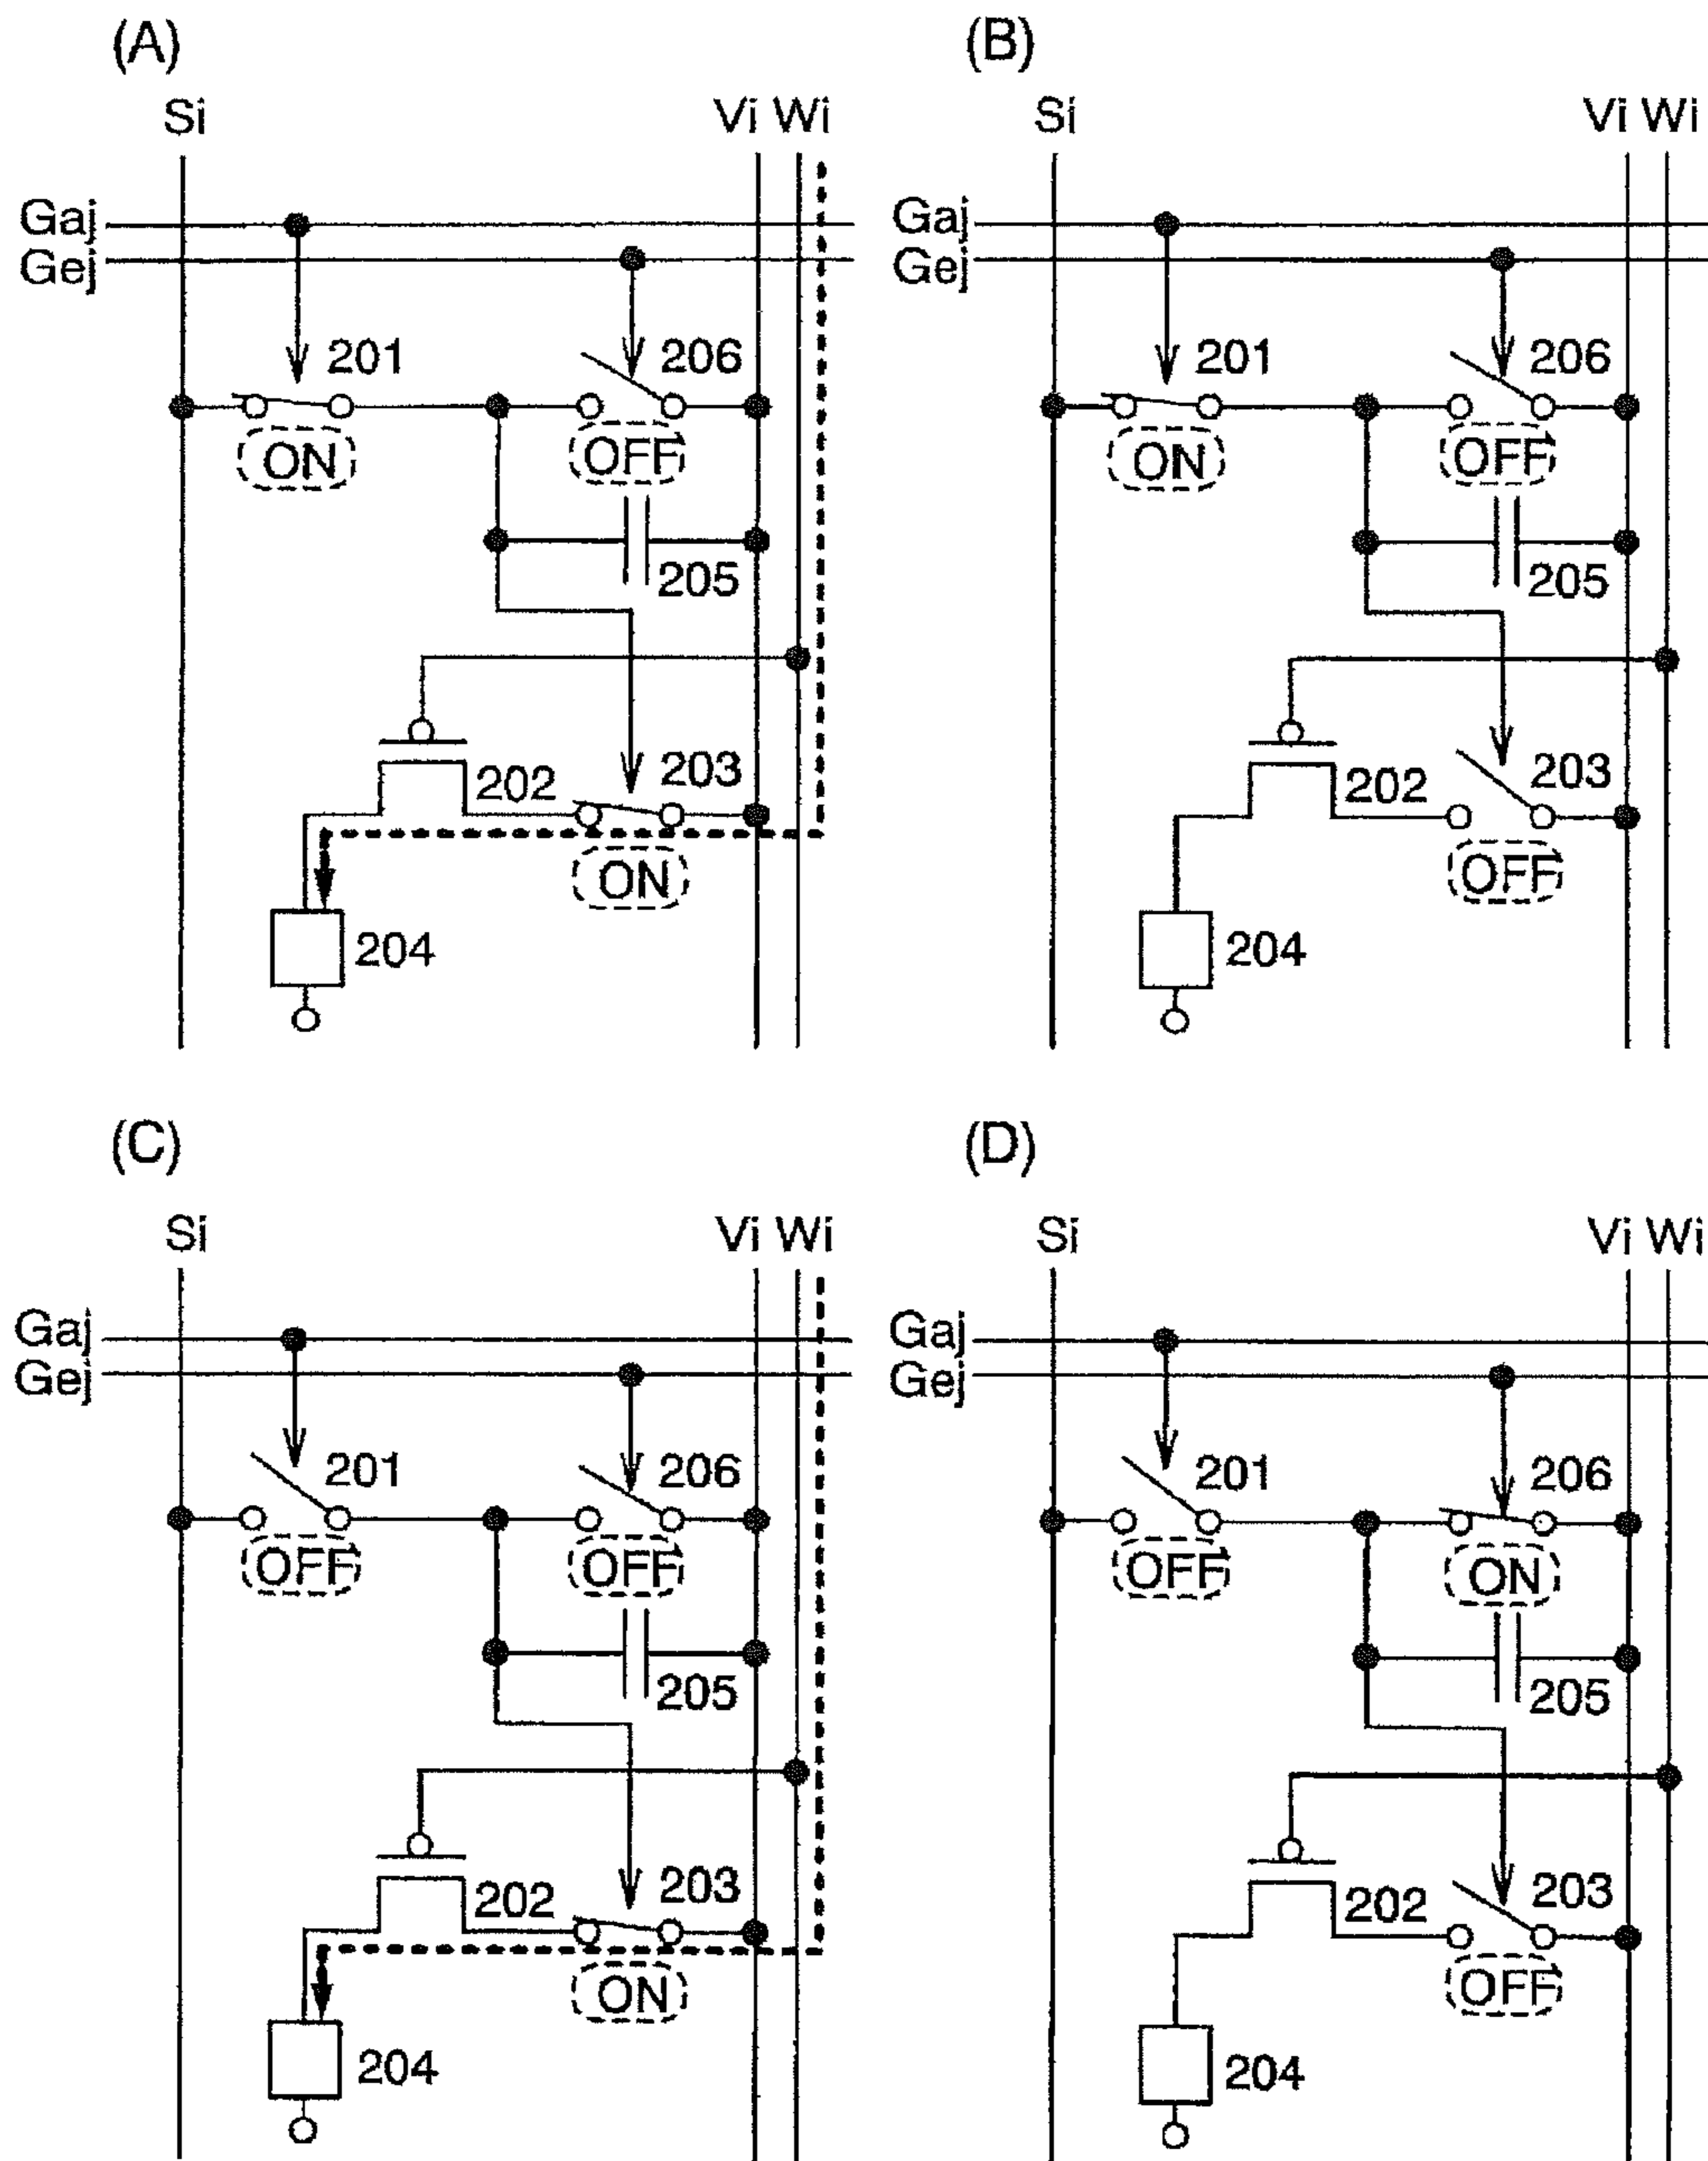 (A)
Si Vi Wi
Gaj
Gej
201 206
ON OFF
205
202 203
ON
204
(B)
Si Vi Wi
Gaj
Gej
201 206
ON OFF
205
202 203
OFF
204
(C)
Si Vi Wi
Gaj
Gej
201 206
OFF OFF
205
202 203
ON
204
(D)
Si Vi Wi
Gaj
Gej
201 206
OFF ON
205
202 203
OFF
204